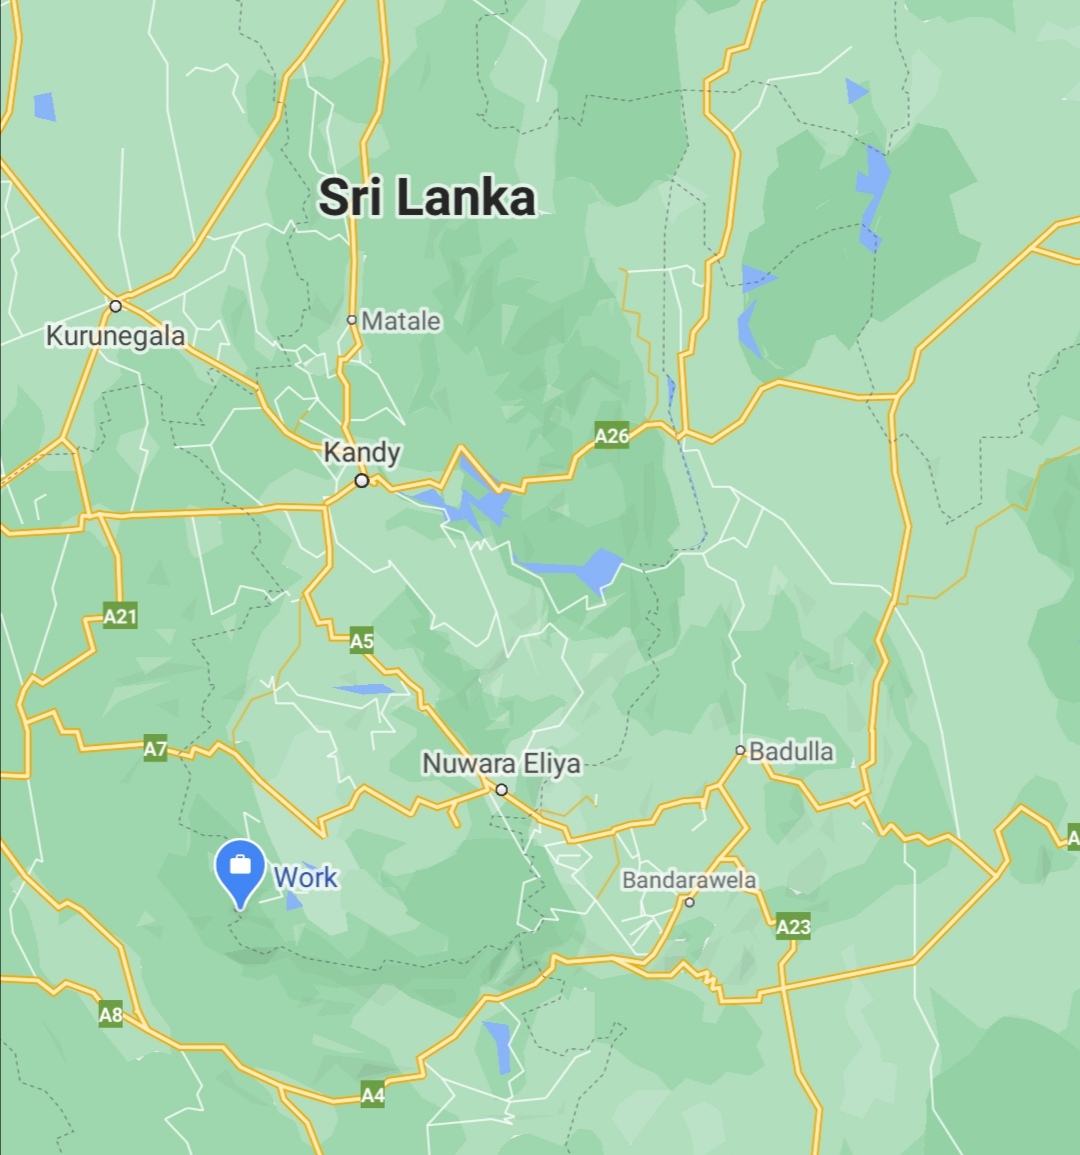 Sri Lanka
Kurunegala
Matale
A26
Kandy
A21
A5
A7
Nuwara Eliya
Badulla
Work
Bandarawela
A23
A8
A4